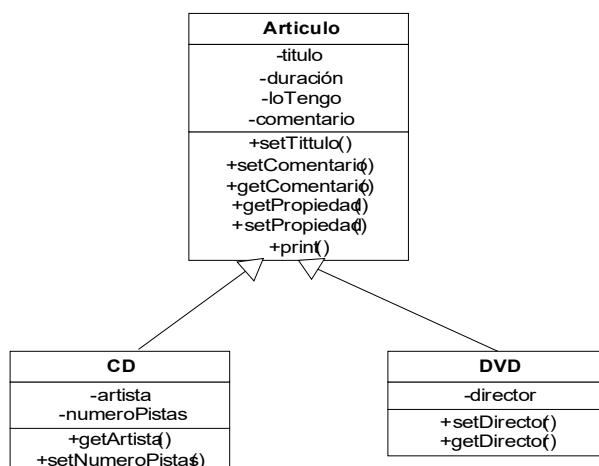 Articulo
-titulo
-duración
-loTengo
-comentario
+setTittulo()
+setComentario()
+getComentario()
+getPropiedad()
+setPropiedad()
+print()
CD
-artista
-numeroPistas
+getArtista()
+setNumeroPistas()
DVD
-director
+setDirector()
+getDirector()